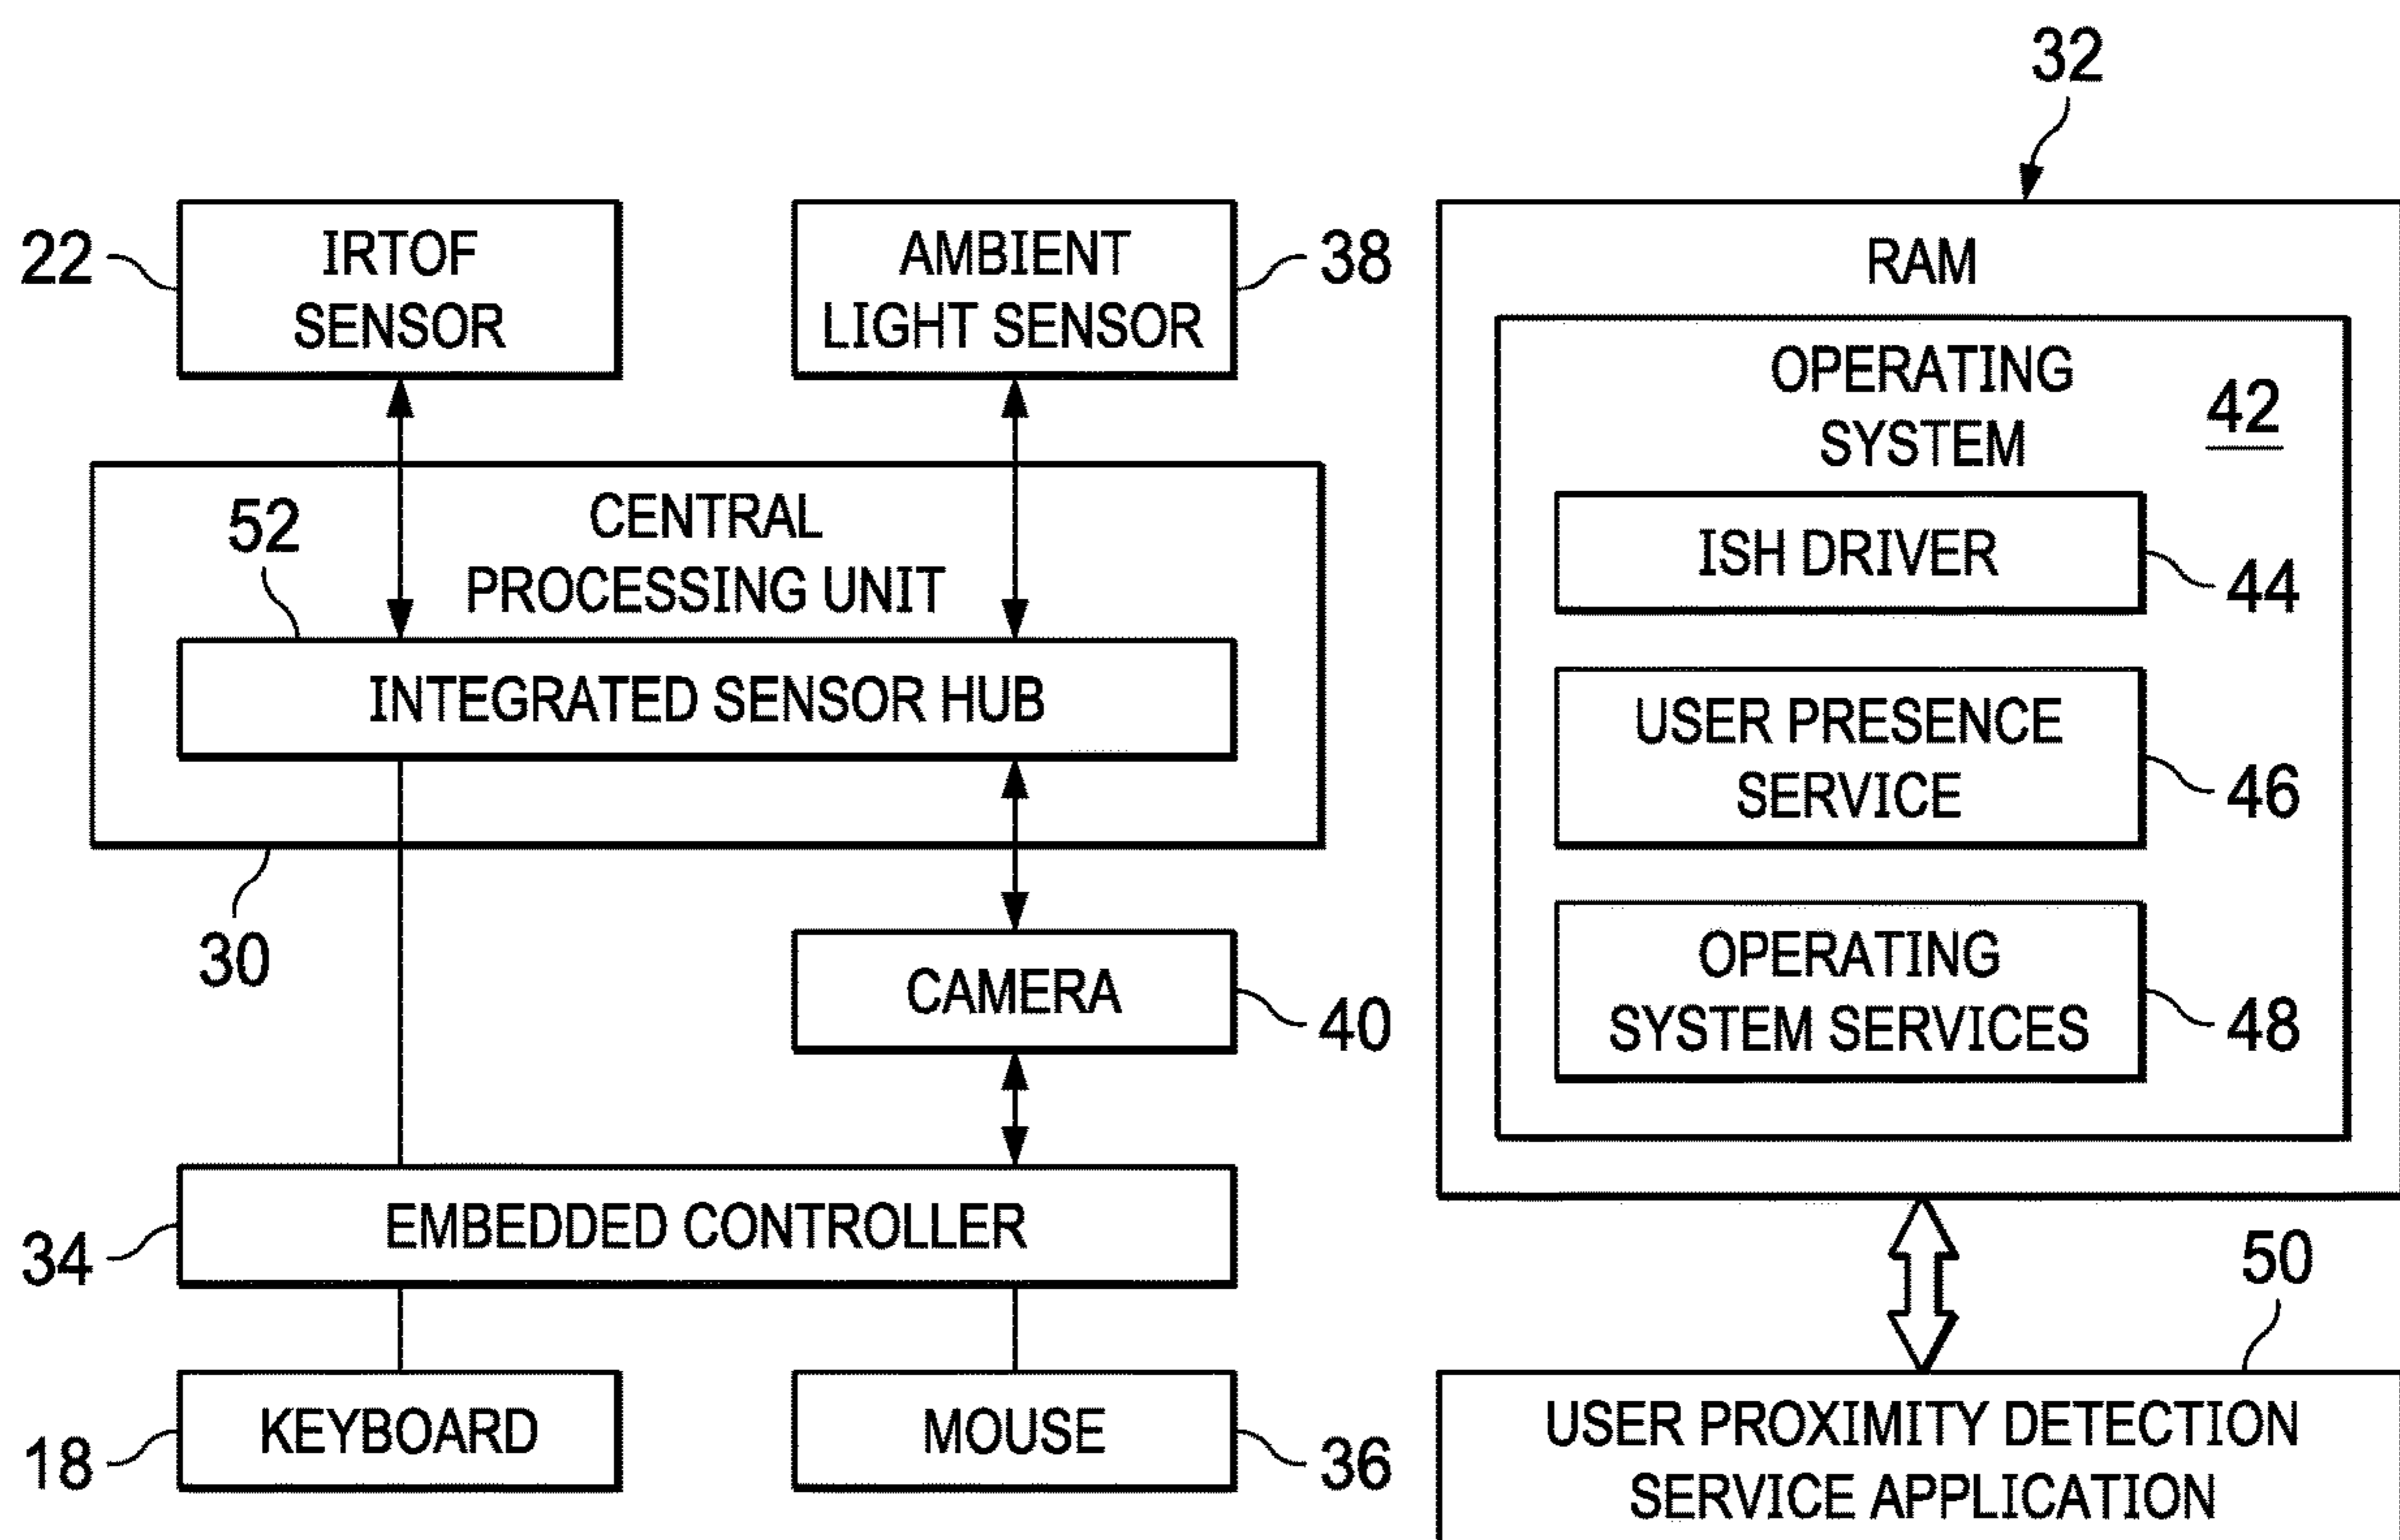 32
22
IRTOF
SENSOR
AMBIENT
LIGHT SENSOR
38
RAM
OPERATING
SYSTEM
42
52
CENTRAL
PROCESSING UNIT
INTEGRATED SENSOR HUB
ISH DRIVER
44
USER PRESENCE
SERVICE
46
30
CAMERA
40
OPERATING
SYSTEM SERVICES
48
34
EMBEDDED CONTROLLER
50
18
KEYBOARD
MOUSE
36
USER PROXIMITY DETECTION
SERVICE APPLICATION